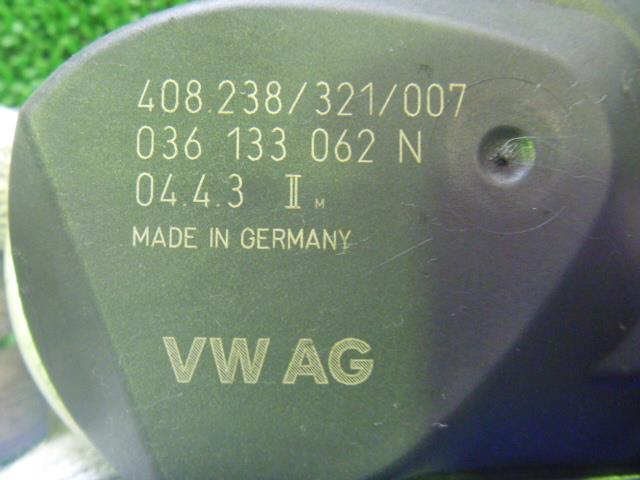 408.238/321/007
036 133 062 N
04.4.3 II M
MADE IN GERMANY
VW AG